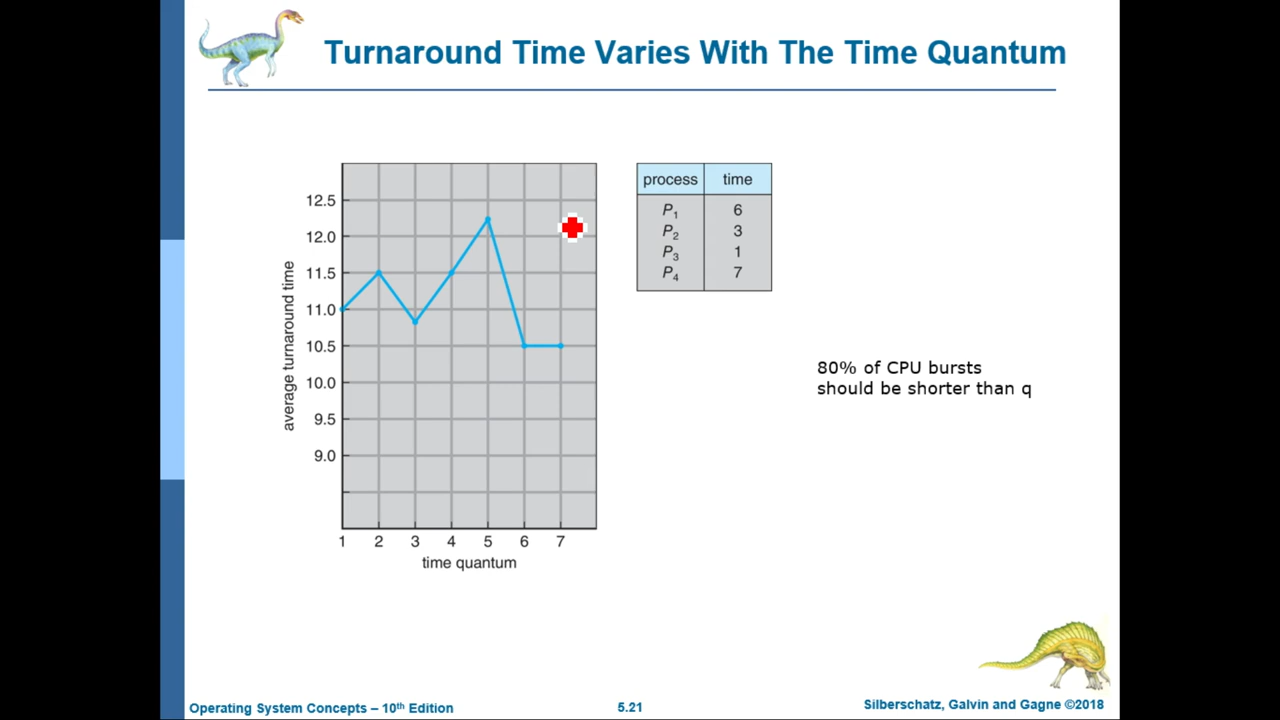 Turnaround Time Varies With The Time Quantum
12.5
12.0
11.5
11.0
10.5
10.0
9.5
9.0
average turnaround time
1 2 3 4 5 6 7
time quantum
process time
P1 6
P2 3
P3 1
P4 7
80% of CPU bursts
should be shorter than q
Operating System Concepts – 10th Edition
5.21
Silberschatz, Galvin and Gagne ©2018